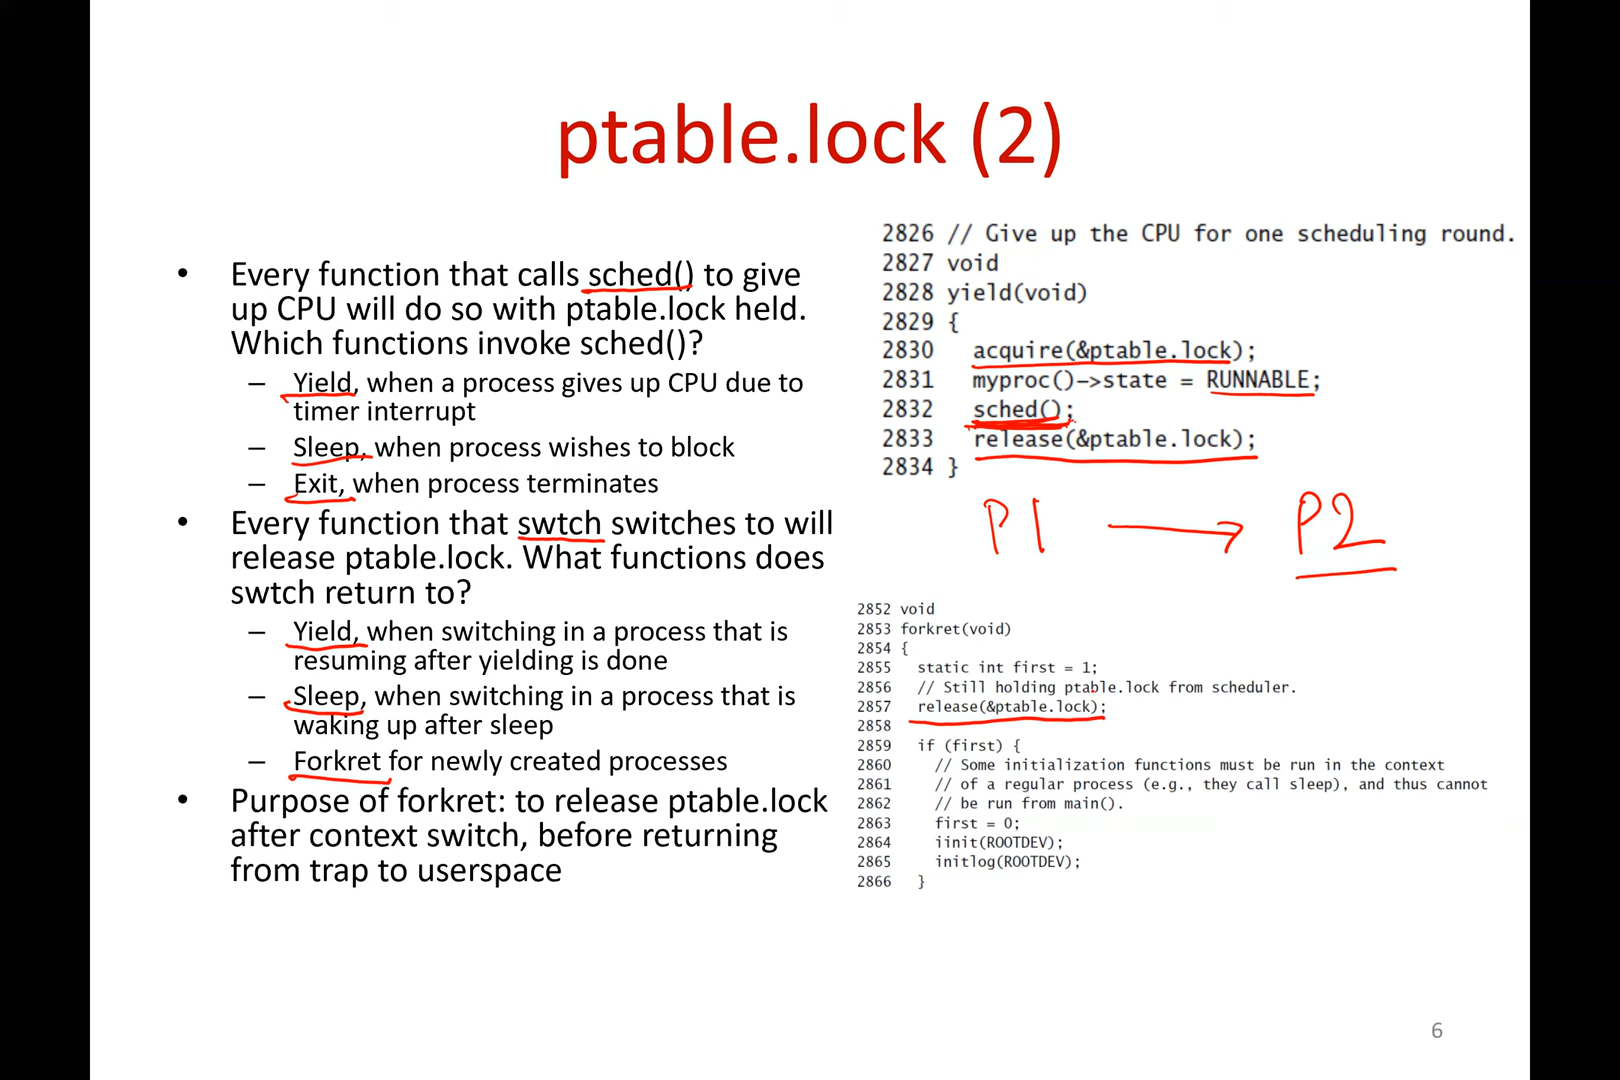 ptable.lock (2)
• Every function that calls sched() to give
up CPU will do so with ptable.lock held.
Which functions invoke sched()?
– Yield, when a process gives up CPU due to
timer interrupt
– Sleep, when process wishes to block
– Exit, when process terminates
• Every function that swtch switches to will
release ptable.lock. What functions does
swtch return to?
– Yield, when switching in a process that is
resuming after yielding is done
– Sleep, when switching in a process that is
waking up after sleep
– Forkret for newly created processes
• Purpose of forkret: to release ptable.lock
after context switch, before returning
from trap to userspace
2826 // Give up the CPU for one scheduling round.
2827 void
2828 yield(void)
2829 {
2830   acquire(&ptable.lock);
2831   myproc()->state = RUNNABLE;
2832   sched();
2833   release(&ptable.lock);
2834 }
P1 → P2
2852 void
2853 forkret(void)
2854 {
2855   static int first = 1;
2856   // Still holding ptable.lock from scheduler.
2857   release(&ptable.lock);
2858
2859   if (first) {
2860     // Some initialization functions must be run in the context
2861     // of a regular process (e.g., they call sleep), and thus cannot
2862     // be run from main().
2863     first = 0;
2864     iinit(ROOTDEV);
2865     initlog(ROOTDEV);
2866   }
6